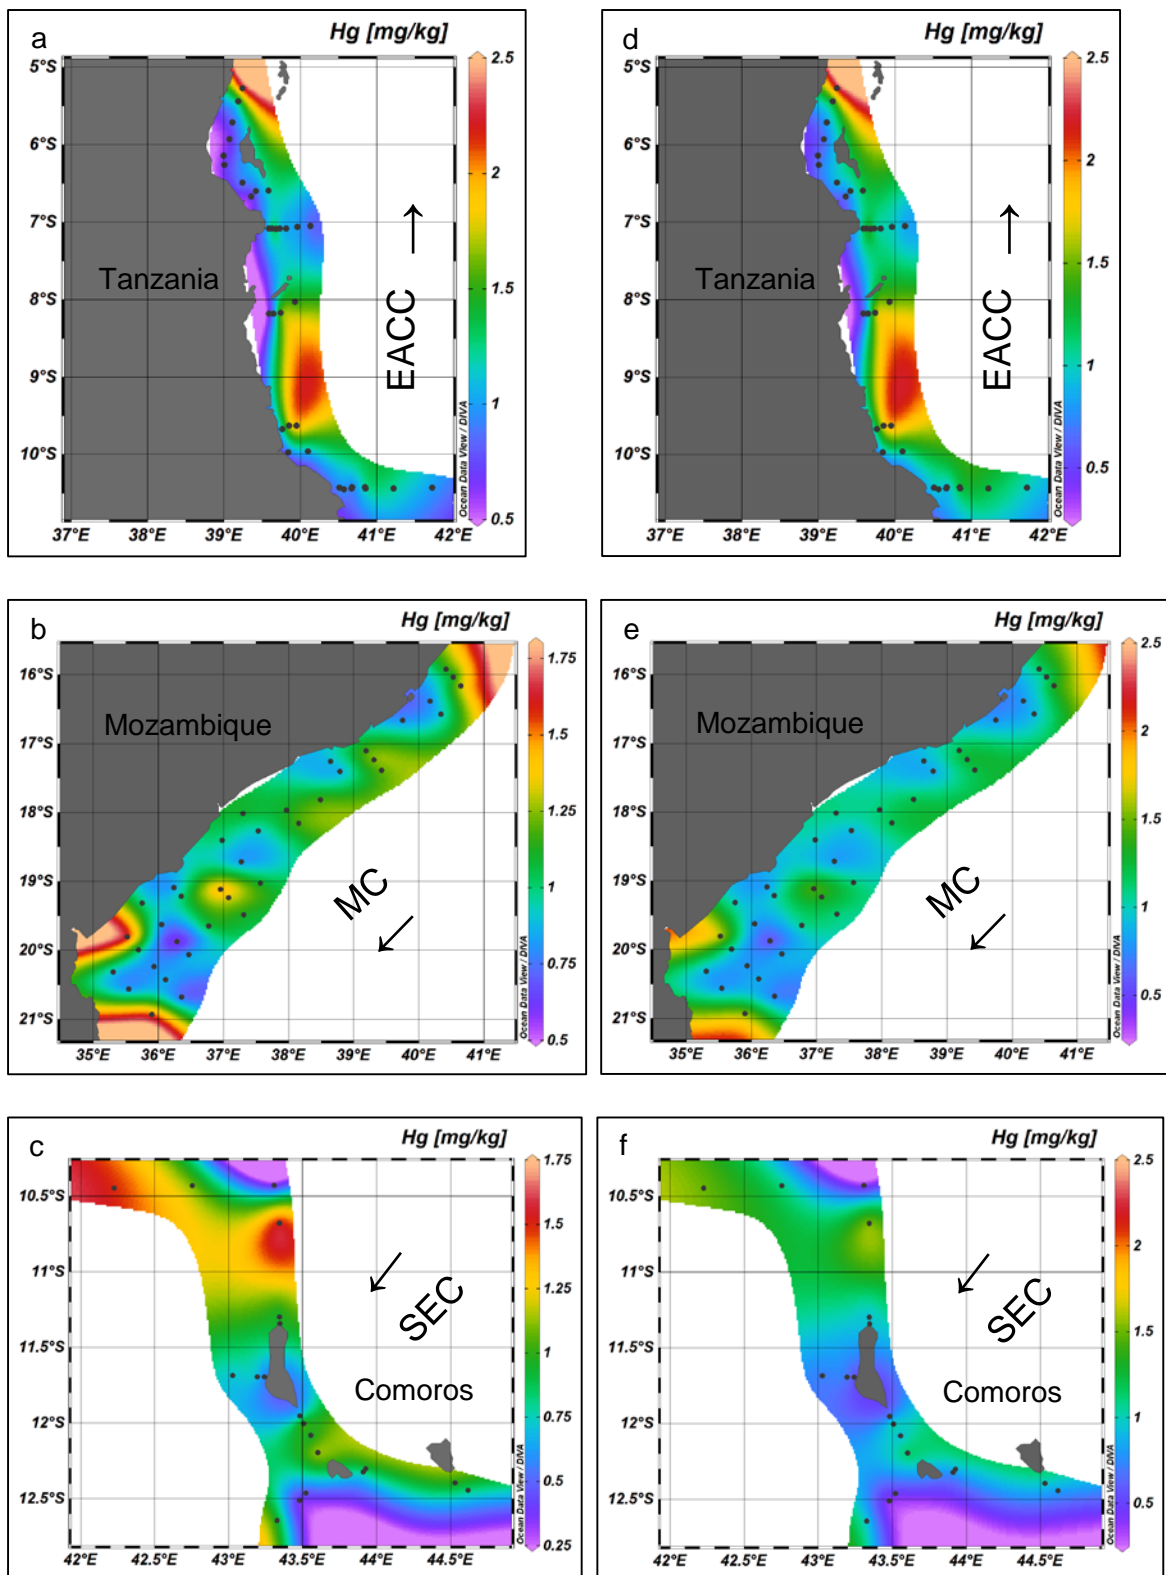 a
Hg [mg/kg]
5°S
6°S
7°S
8°S
9°S
10°S
37°E
38°E
39°E
40°E
41°E
42°E
Tanzania
EACC
2.5
2
1.5
1
0.5
Ocean Data View / DIVA
d
Hg [mg/kg]
5°S
6°S
7°S
8°S
9°S
10°S
37°E
38°E
39°E
40°E
41°E
42°E
Tanzania
EACC
2.5
2
1.5
1
0.5
Ocean Data View / DIVA
b
Hg [mg/kg]
16°S
17°S
18°S
19°S
20°S
21°S
35°E
36°E
37°E
38°E
39°E
40°E
41°E
Mozambique
MC
1.75
1.5
1.25
1
0.75
0.5
Ocean Data View / DIVA
e
Hg [mg/kg]
16°S
17°S
18°S
19°S
20°S
21°S
35°E
36°E
37°E
38°E
39°E
40°E
41°E
Mozambique
MC
2.5
2
1.5
1
0.5
Ocean Data View / DIVA
c
Hg [mg/kg]
10.5°S
11°S
11.5°S
12°S
12.5°S
42°E
42.5°E
43°E
43.5°E
44°E
44.5°E
SEC
Comoros
1.75
1.5
1.25
1
0.75
0.5
0.25
Ocean Data View / DIVA
f
Hg [mg/kg]
10.5°S
11°S
11.5°S
12°S
12.5°S
42°E
42.5°E
43°E
43.5°E
44°E
44.5°E
SEC
Comoros
2.5
2
1.5
1
0.5
Ocean Data View / DIVA